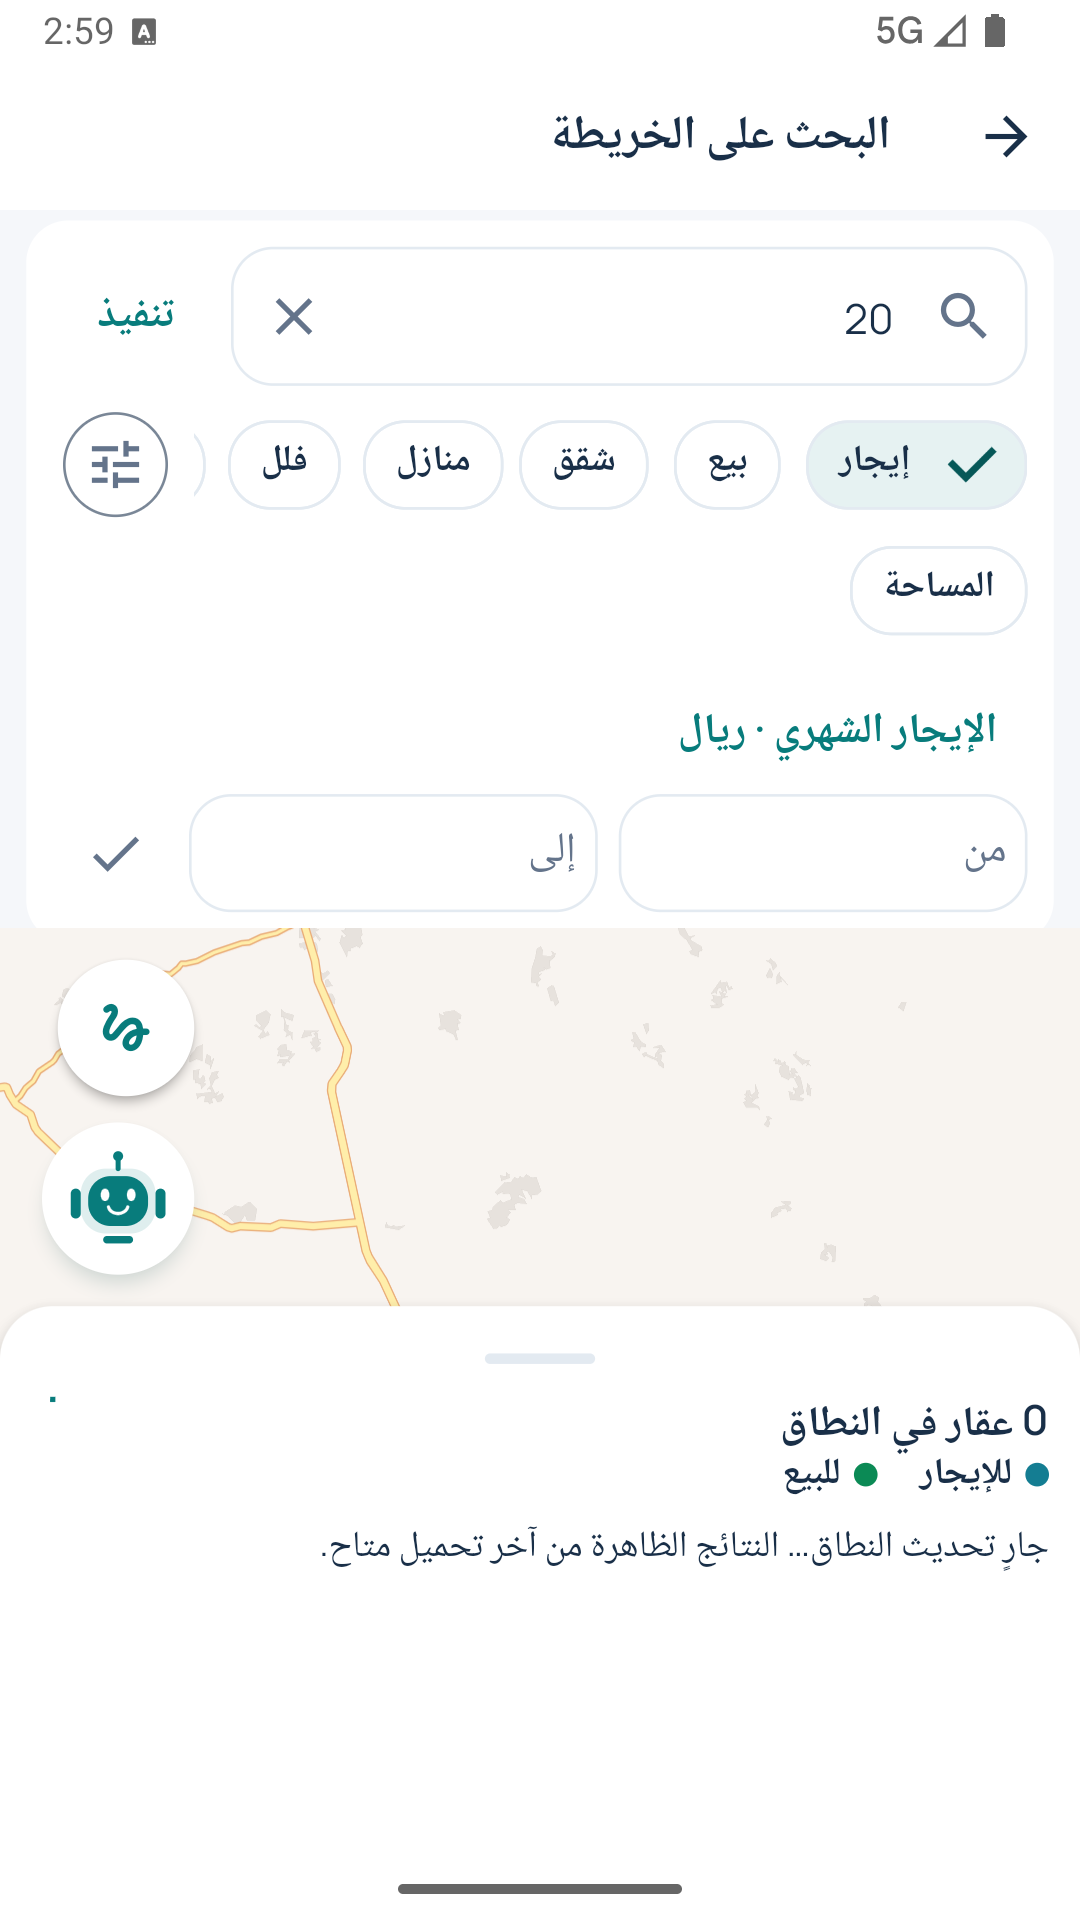 2:59 A 5G
البحث على الخريطة
20 تنفيذ
إيجار بيع شقق منازل فلل
المساحة
الإيجار الشهري · ريال
من إلى
0 عقار في النطاق
للإيجار للبيع
جارٍ تحديث النطاق... النتائج الظاهرة من آخر تحميل متاح.